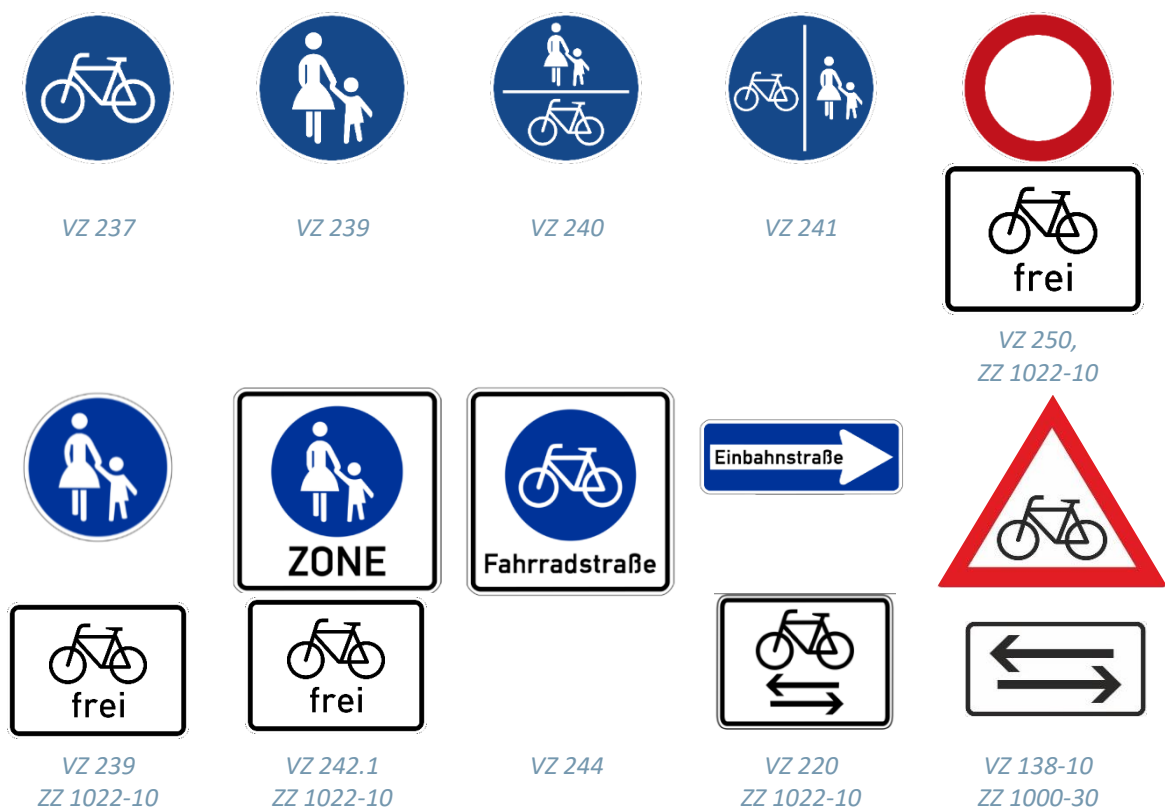 VZ 237
VZ 239
VZ 240
VZ 241
frei
VZ 250,
ZZ 1022-10
frei
VZ 239
ZZ 1022-10
ZONE
frei
VZ 242.1
ZZ 1022-10
Fahrradstraße
VZ 244
Einbahnstraße
VZ 220
ZZ 1022-10
VZ 138-10
ZZ 1000-30